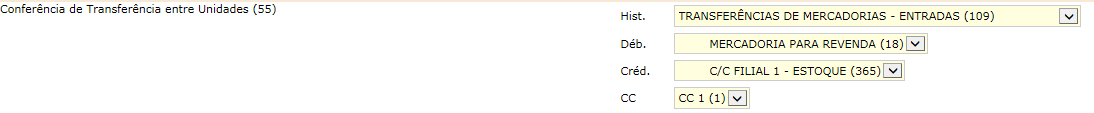 Conferência de Transferência entre Unidades (55)
Hist. TRANSFERÊNCIAS DE MERCADORIAS - ENTRADAS (109)
Déb. MERCADORIA PARA REVENDA (18)
Créd. C/C FILIAL 1 - ESTOQUE (365)
CC CC 1 (1)